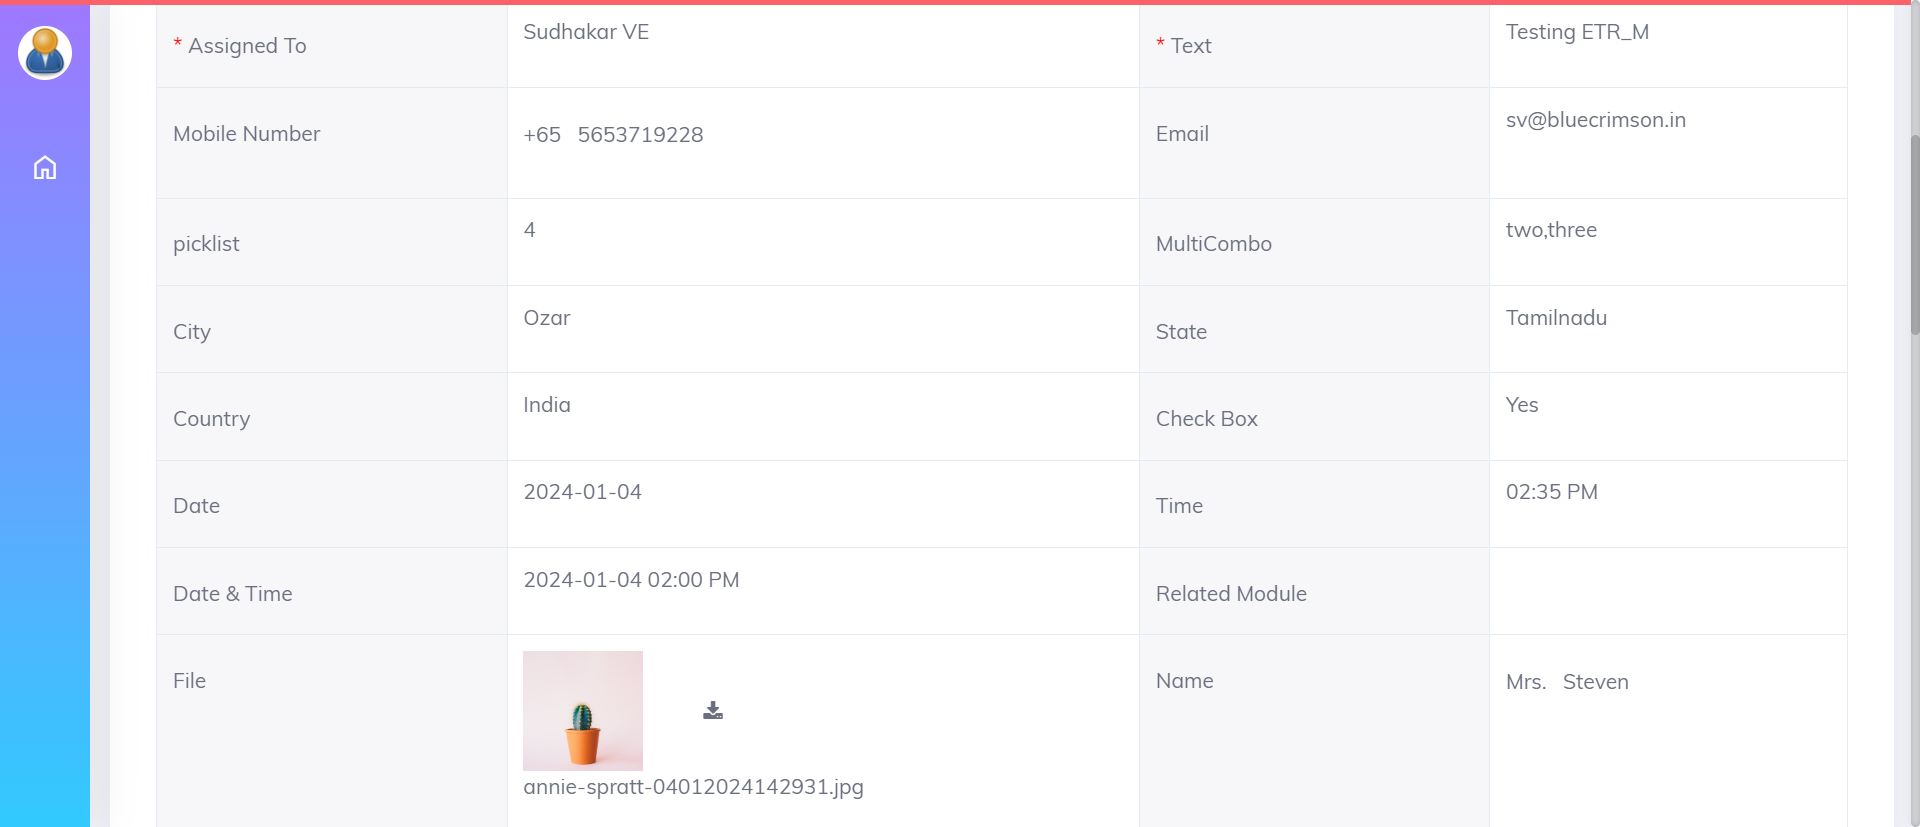 * Assigned To
Sudhakar VE
* Text
Testing ETR_M
Mobile Number
+65 5653719228
Email
sv@bluecrimson.in
picklist
4
MultiCombo
two,three
City
Ozar
State
Tamilnadu
Country
India
Check Box
Yes
Date
2024-01-04
Time
02:35 PM
Date & Time
2024-01-04 02:00 PM
Related Module
File
annie-spratt-04012024142931.jpg
Name
Mrs. Steven